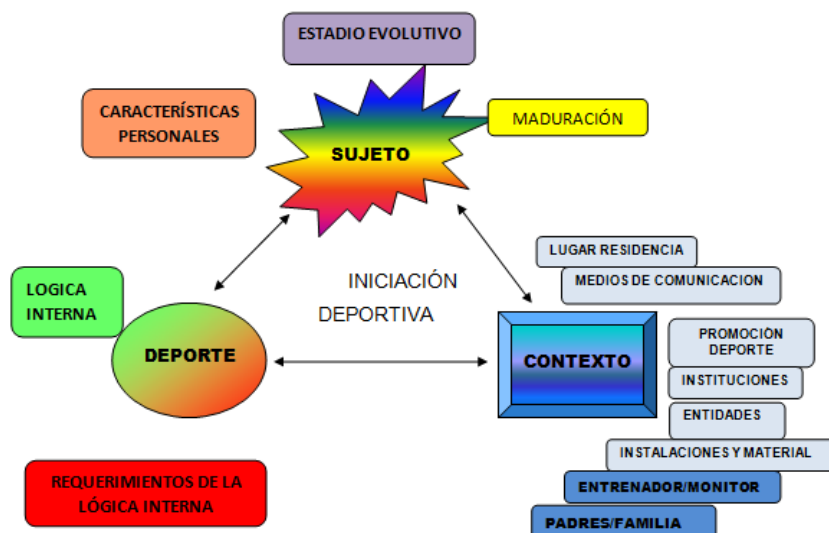 ESTADIO EVOLUTIVO
CARACTERÍSTICAS
PERSONALES
MADURACIÓN
SUJETO
LUGAR RESIDENCIA
MEDIOS DE COMUNICACION
INICIACIÓN
DEPORTIVA
LOGICA
INTERNA
DEPORTE
CONTEXTO
PROMOCIÓN
DEPORTE
INSTITUCIONES
ENTIDADES
INSTALACIONES Y MATERIAL
ENTRENADOR/MONITOR
PADRES/FAMILIA
REQUERIMIENTOS DE LA
LÓGICA INTERNA